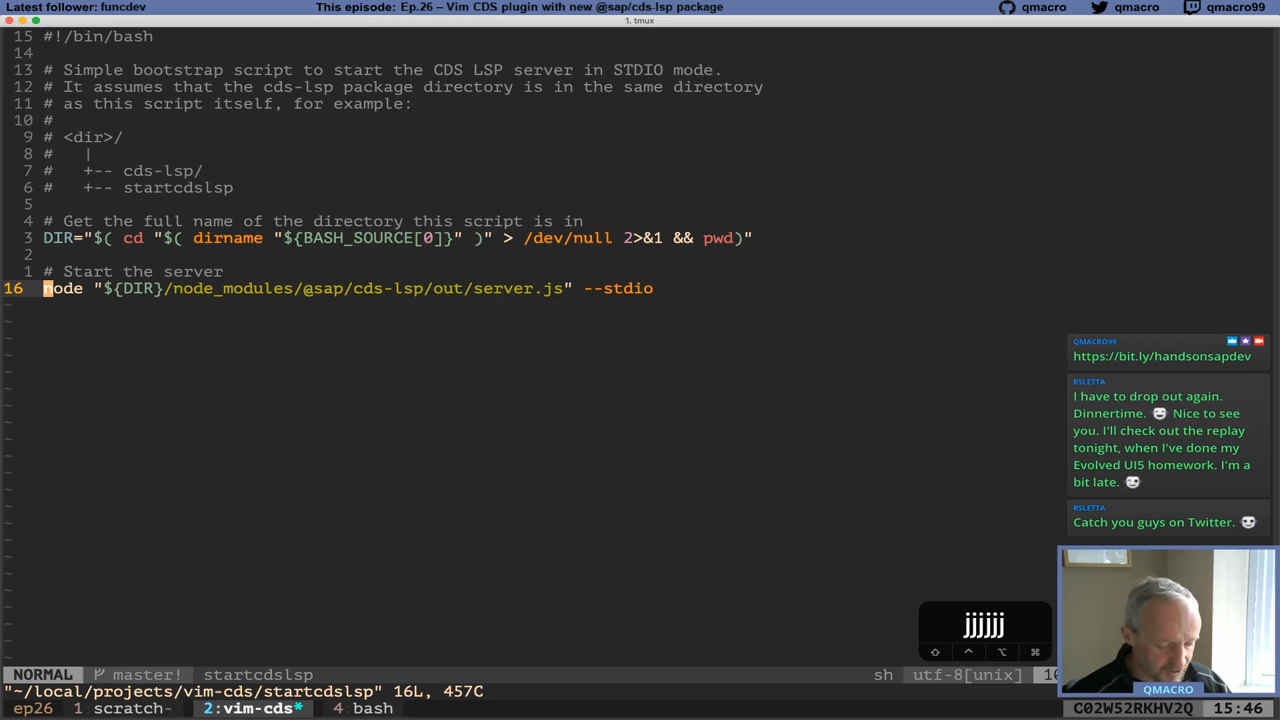 Latest follower: funcdev
This episode: Ep.26 – Vim CDS plugin with new @sap/cds-lsp package
qmacro
qmacro
qmacro99
1. tmux
15 #!/bin/bash
14
13 # Simple bootstrap script to start the CDS LSP server in STDIO mode.
12 # It assumes that the cds-lsp package directory is in the same directory
11 # as this script itself, for example:
10 #
9 # <dir>/
8 #   |
7 #   +-- cds-lsp/
6 #   +-- startcdslsp
5
4 # Get the full name of the directory this script is in
3 DIR="$( cd "$( dirname "${BASH_SOURCE[0]}" )" > /dev/null 2>&1 && pwd)"
2
1 # Start the server
16 node "${DIR}/node_modules/@sap/cds-lsp/out/server.js" --stdio
QMACRO99
https://bit.ly/handsonsapdev
RSLETTA
I have to drop out again.
Dinnertime. Nice to see
you. I'll check out the replay
tonight, when I've done my
Evolved UI5 homework. I'm a
bit late.
RSLETTA
Catch you guys on Twitter.
jjjjjj
⇧ ^ ⌥ ⌘
QMACRO
NORMAL master! startcdslsp sh utf-8[unix]
"~/local/projects/vim-cds/startcdslsp" 16L, 457C
ep26 1:scratch- 2:vim-cds* 4:bash C02W52RKHV2Q 15:46